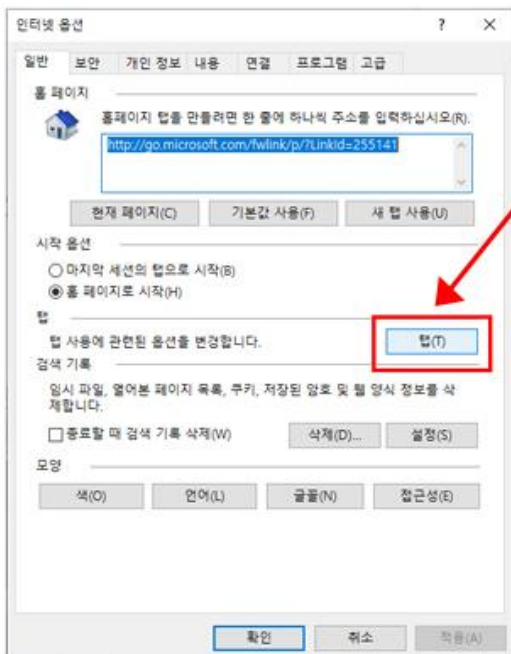 인터넷 옵션
? ×
일반 보안 개인 정보 내용 연결 프로그램 고급
홈 페이지
홈페이지 탭을 만들려면 한 줄에 하나씩 주소를 입력하십시오(R).
http://go.microsoft.com/fwlink/p/?LinkId=255141
현재 페이지(C) 기본값 사용(F) 새 탭 사용(U)
시작 옵션
마지막 세션의 탭으로 시작(B)
홈 페이지로 시작(H)
탭
탭 사용에 관련된 옵션을 변경합니다. 탭(T)
검색 기록
임시 파일, 열어본 페이지 목록, 쿠키, 저장된 암호 및 웹 양식 정보를 삭
제합니다.
종료할 때 검색 기록 삭제(W) 삭제(D)... 설정(S)
모양
색(O) 언어(L) 글꼴(N) 접근성(E)
확인 취소 적용(A)